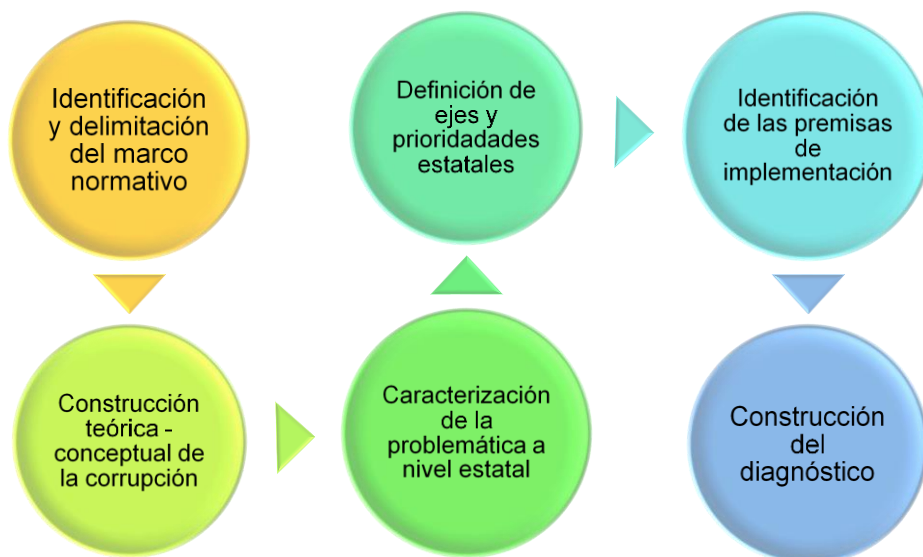 Identificación
y delimitación
del marco
normativo
Construcción
teórica -
conceptual de
la corrupción
Caracterización
de la
problemática a
nivel estatal
Definición de
ejes y
prioridadades
estatales
Identificación
de las premisas
de
implementación
Construcción
del
diagnóstico